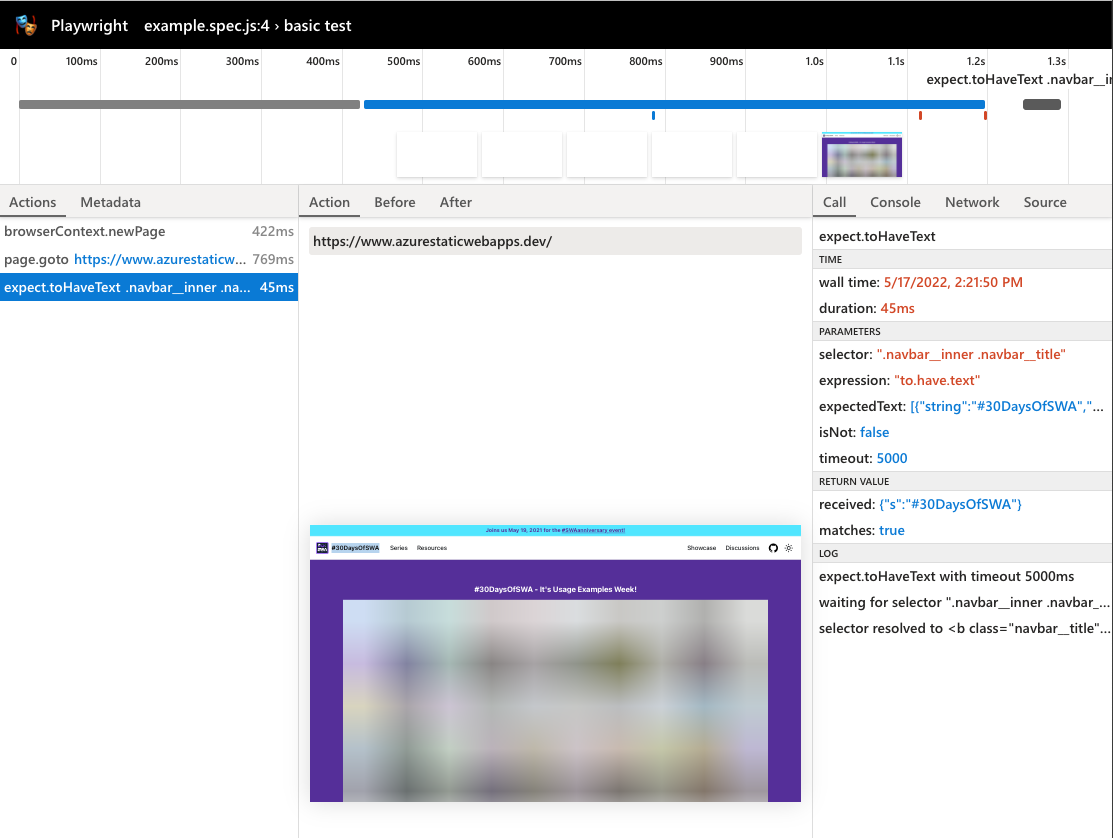 Playwright example.spec.js:4 › basic test
0 100ms 200ms 300ms 400ms 500ms 600ms 700ms 800ms 900ms 1.0s 1.1s 1.2s 1.3s
expect.toHaveText .navbar__i
Actions Metadata
browserContext.newPage 422ms
page.goto https://www.azurestaticw... 769ms
expect.toHaveText .navbar__inner .na... 45ms
Action Before After
https://www.azurestaticwebapps.dev/
Joins us May 19, 2021 for the #SWAanniversary event!
#30DaysOfSWA Series Resources Showcase Discussions
#30DaysOfSWA - It's Usage Examples Week!
Call Console Network Source
expect.toHaveText
TIME
wall time: 5/17/2022, 2:21:50 PM
duration: 45ms
PARAMETERS
selector: ".navbar__inner .navbar__title"
expression: "to.have.text"
expectedText: [{"string":"#30DaysOfSWA","...
isNot: false
timeout: 5000
RETURN VALUE
received: {"s":"#30DaysOfSWA"}
matches: true
LOG
expect.toHaveText with timeout 5000ms
waiting for selector ".navbar__inner .navbar_...
selector resolved to <b class="navbar__title"...